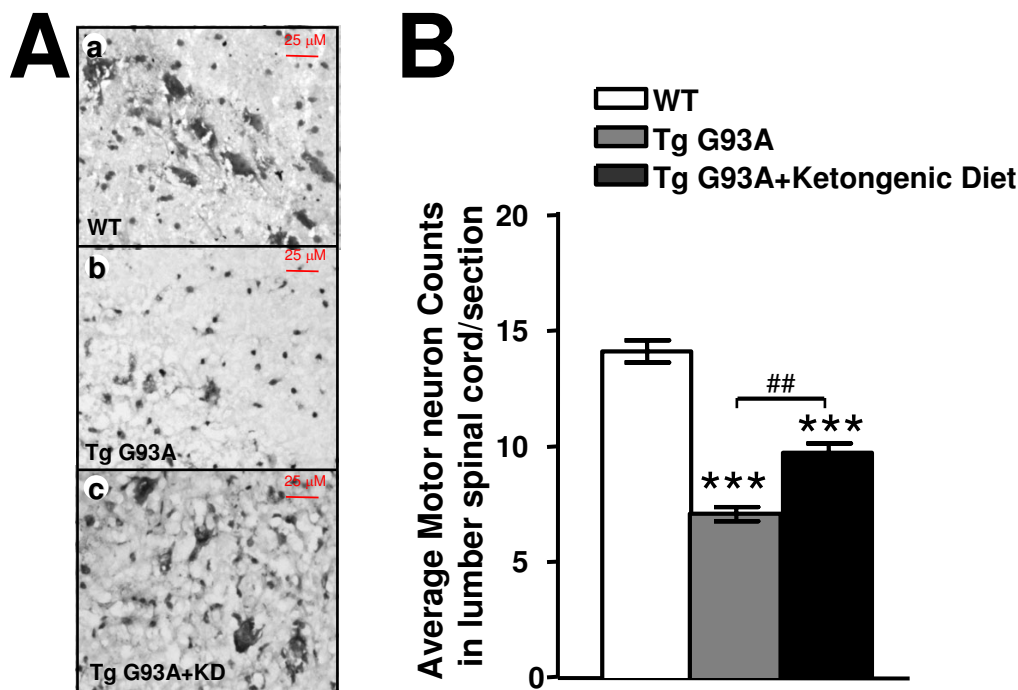 A
a
25 µM
WT
b
25 µM
Tg G93A
c
25 µM
Tg G93A+KD
B
WT
Tg G93A
Tg G93A+Ketongenic Diet
Average Motor neuron Counts
in lumber spinal cord/section
20
15
10
5
0
##
***
***